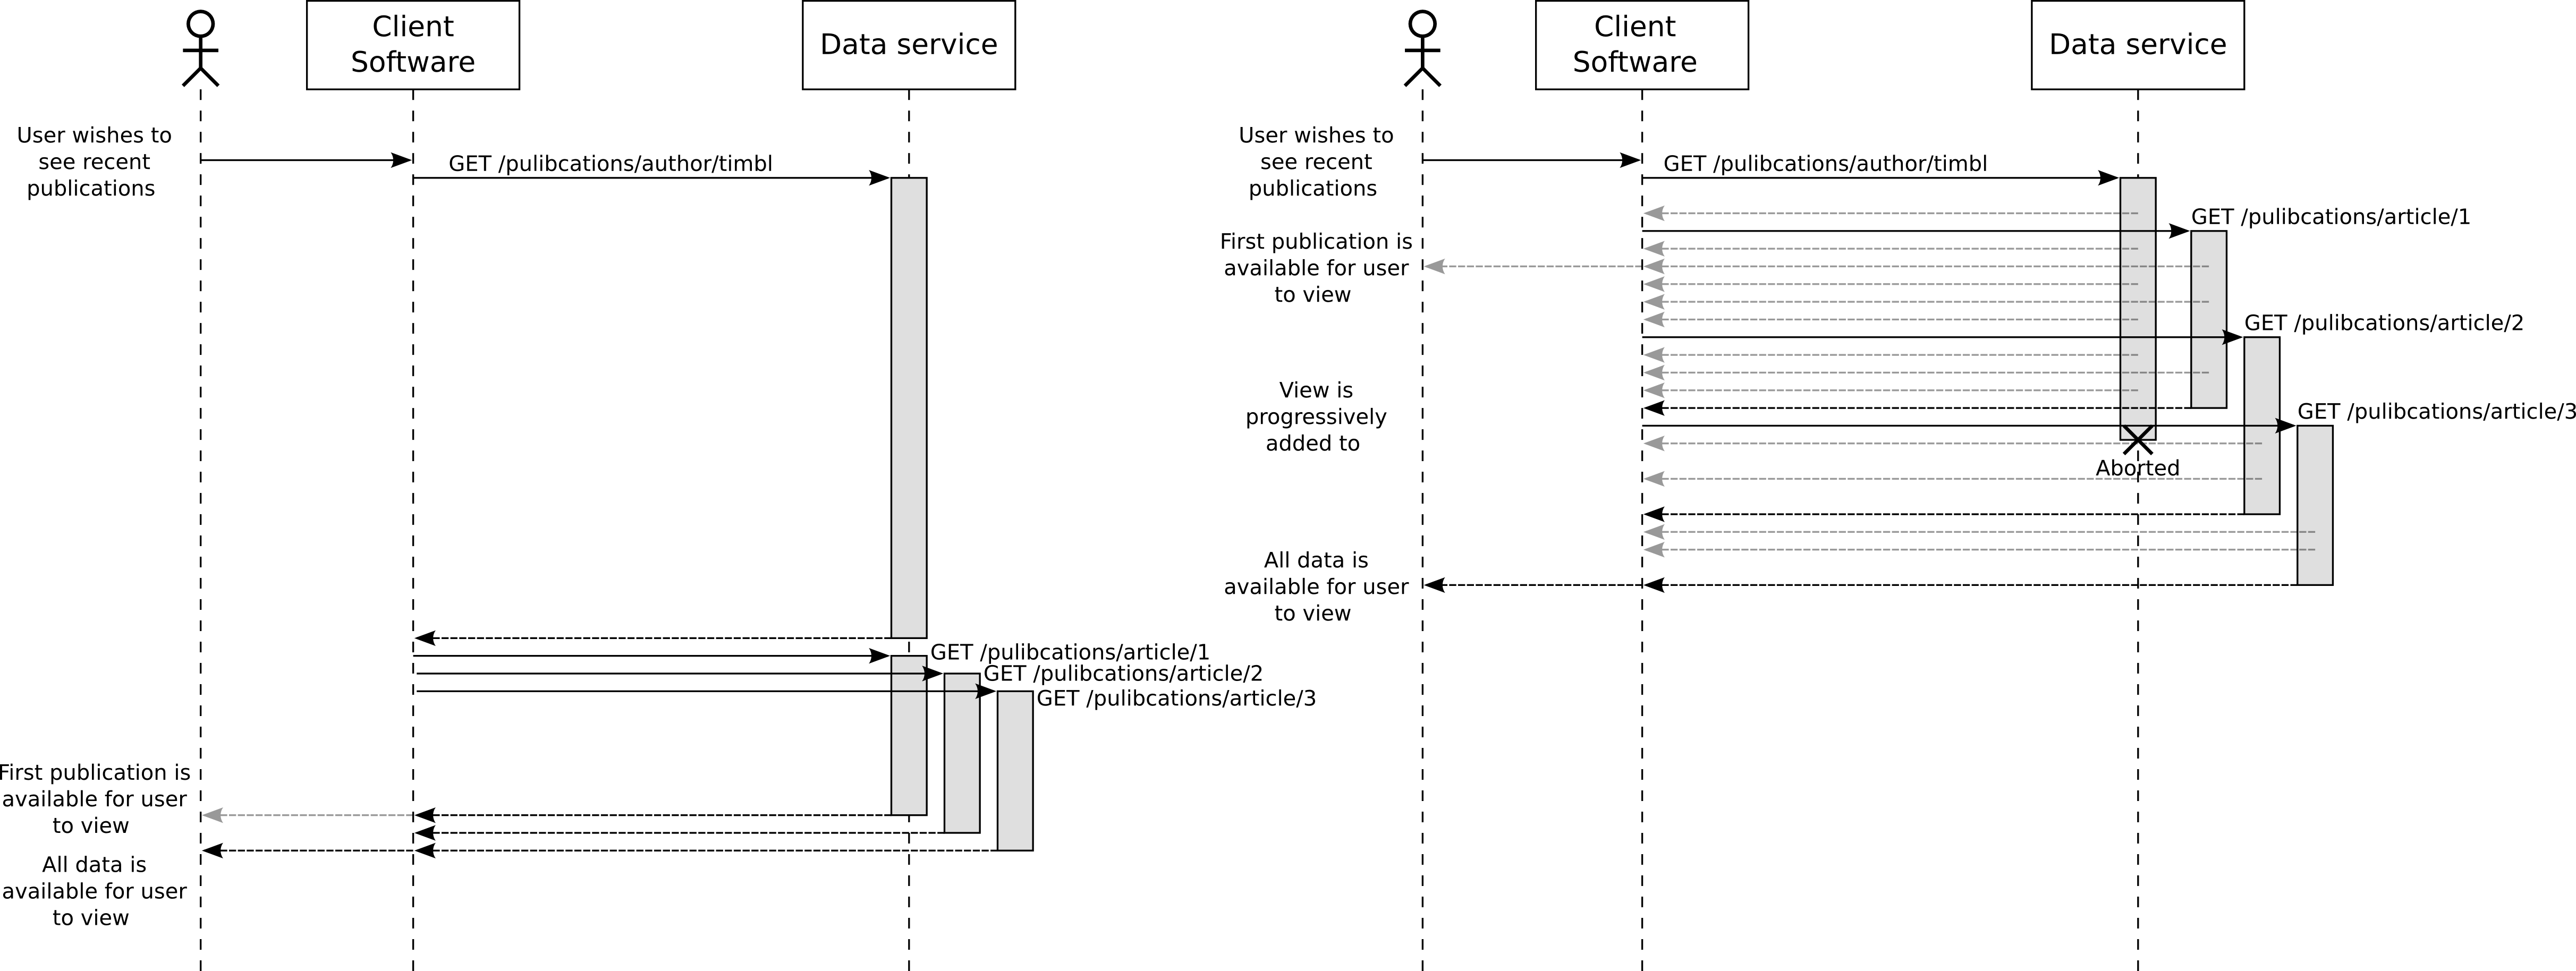 Client
Software
Data service
User wishes to
see recent
publications
GET /pulibcations/author/timbl
GET /pulibcations/article/1
GET /pulibcations/article/2
GET /pulibcations/article/3
First publication is
available for user
to view
All data is
available for user
to view
Client
Software
Data service
User wishes to
see recent
publications
GET /pulibcations/author/timbl
GET /pulibcations/article/1
First publication is
available for user
to view
GET /pulibcations/article/2
View is
progressively
added to
GET /pulibcations/article/3
Aborted
All data is
available for user
to view